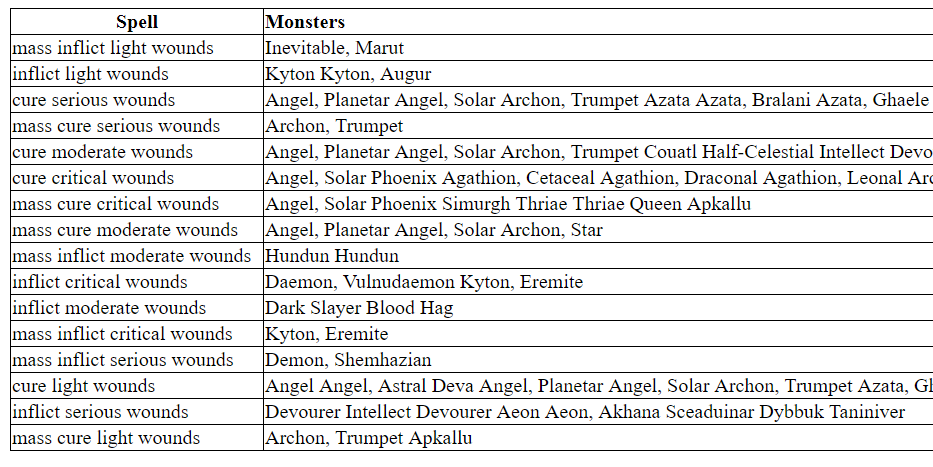 Spell Monsters
mass inflict light wounds Inevitable, Marut
inflict light wounds Kyton Kyton, Augur
cure serious wounds Angel, Planetar Angel, Solar Archon, Trumpet Azata Azata, Bralani Azata, Ghaele
mass cure serious wounds Archon, Trumpet
cure moderate wounds Angel, Planetar Angel, Solar Archon, Trumpet Couatl Half-Celestial Intellect Devo
cure critical wounds Angel, Solar Phoenix Agathion, Cetaceal Agathion, Draconal Agathion, Leonal Arc
mass cure critical wounds Angel, Solar Phoenix Simurgh Thriae Thriae Queen Apkallu
mass cure moderate wounds Angel, Planetar Angel, Solar Archon, Star
mass inflict moderate wounds Hundun Hundun
inflict critical wounds Daemon, Vulnudaemon Kyton, Eremite
inflict moderate wounds Dark Slayer Blood Hag
mass inflict critical wounds Kyton, Eremite
mass inflict serious wounds Demon, Shemhazian
cure light wounds Angel Angel, Astral Deva Angel, Planetar Angel, Solar Archon, Trumpet Azata, Gh
inflict serious wounds Devourer Intellect Devourer Aeon Aeon, Akhana Sceaduinar Dybbuk Taniniver
mass cure light wounds Archon, Trumpet Apkallu